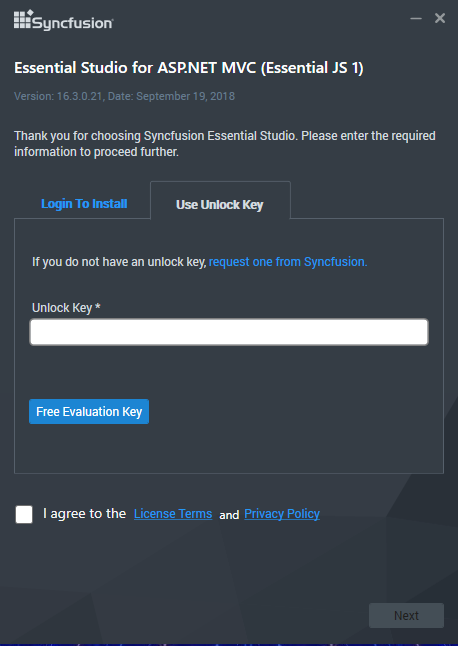 Syncfusion
Essential Studio for ASP.NET MVC (Essential JS 1)
Version: 16.3.0.21, Date: September 19, 2018
Thank you for choosing Syncfusion Essential Studio. Please enter the required
information to proceed further.
Login To Install
Use Unlock Key
If you do not have an unlock key, request one from Syncfusion.
Unlock Key *
Free Evaluation Key
I agree to the License Terms and Privacy Policy
Next